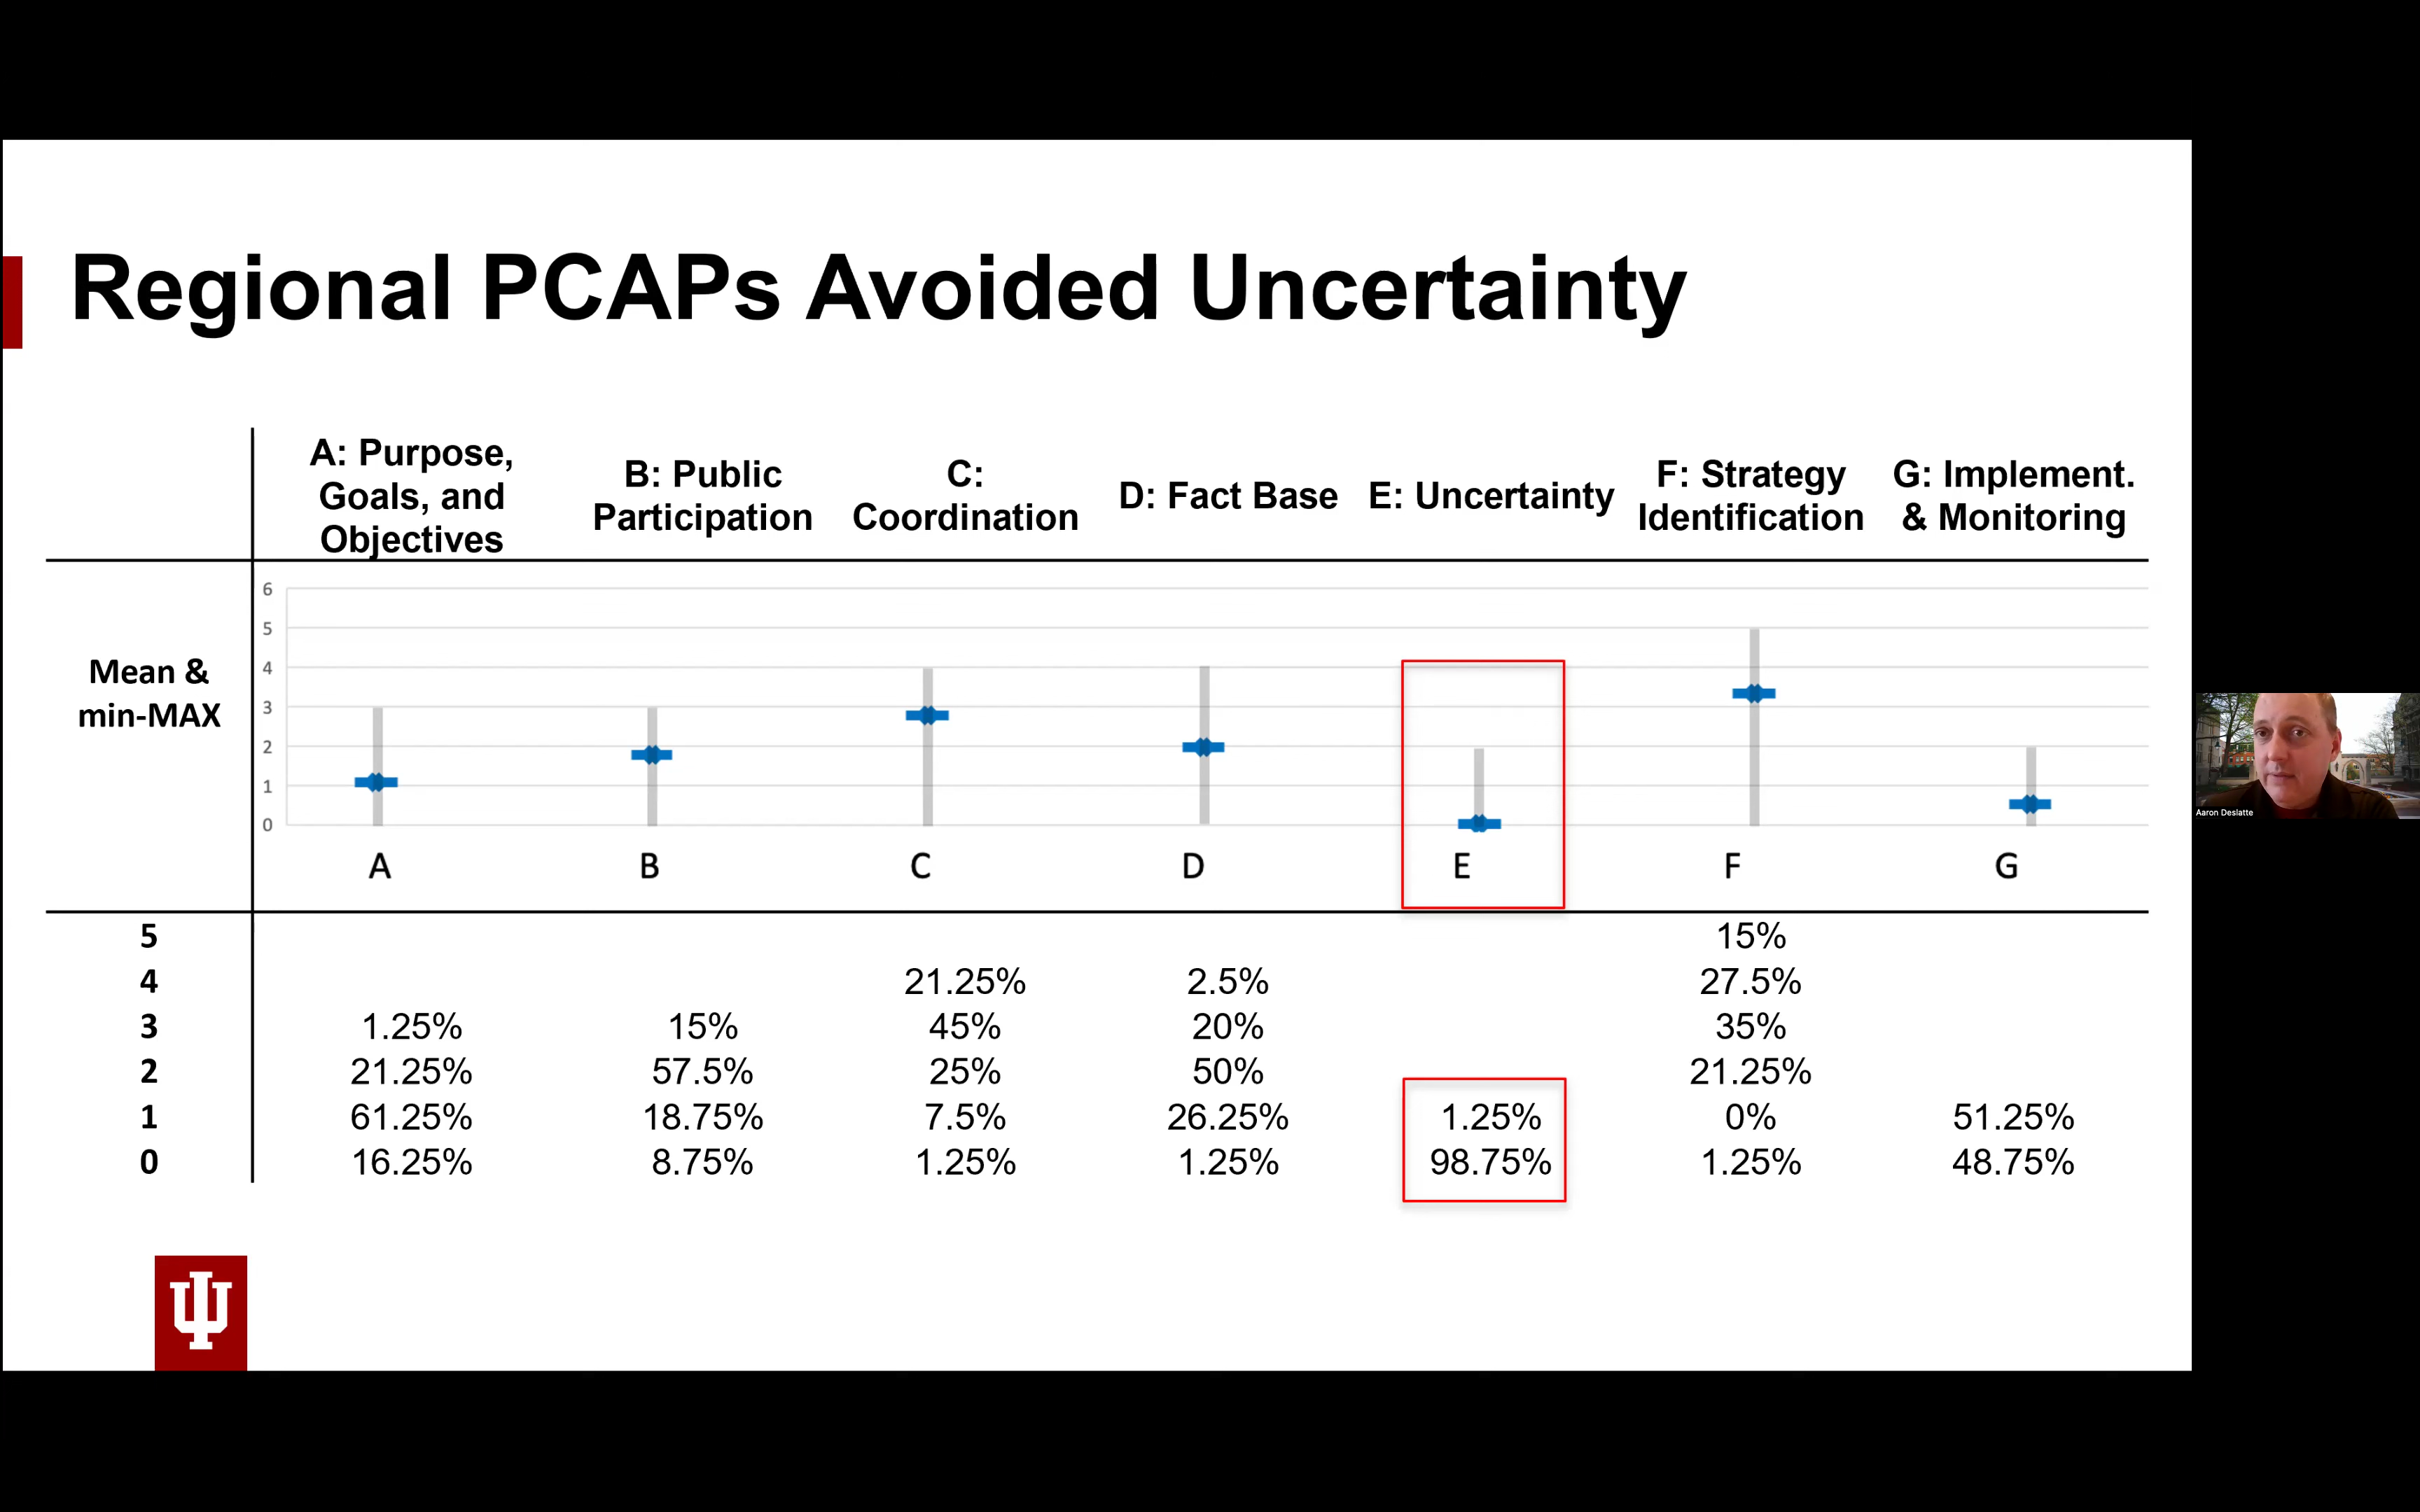 Regional PCAPs Avoided Uncertainty
A: Purpose,
Goals, and
Objectives
B: Public
Participation
C:
Coordination
D: Fact Base
E: Uncertainty
F: Strategy
Identification
G: Implement.
& Monitoring
Mean &
min-MAX
6
5
4
3
2
1
0
A B C D E F G
5 15%
4 21.25% 2.5% 27.5%
3 1.25% 15% 45% 20% 35%
2 21.25% 57.5% 25% 50% 21.25%
1 61.25% 18.75% 7.5% 26.25% 1.25% 0% 51.25%
0 16.25% 8.75% 1.25% 1.25% 98.75% 1.25% 48.75%
Aaron Deslatte